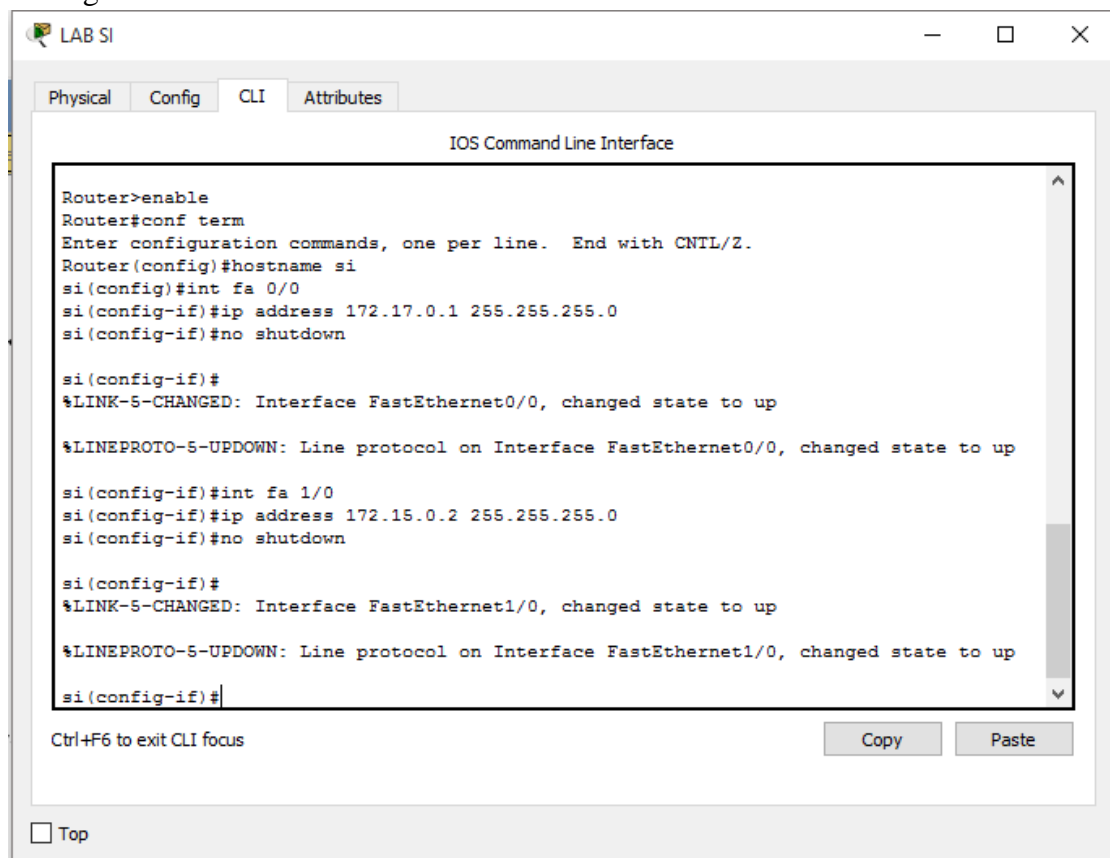 LAB SI
Physical Config CLI Attributes
IOS Command Line Interface
Router>enable
Router#conf term
Enter configuration commands, one per line.  End with CNTL/Z.
Router(config)#hostname si
si(config)#int fa 0/0
si(config-if)#ip address 172.17.0.1 255.255.255.0
si(config-if)#no shutdown
si(config-if)#
%LINK-5-CHANGED: Interface FastEthernet0/0, changed state to up
%LINEPROTO-5-UPDOWN: Line protocol on Interface FastEthernet0/0, changed state to up
si(config-if)#int fa 1/0
si(config-if)#ip address 172.15.0.2 255.255.255.0
si(config-if)#no shutdown
si(config-if)#
%LINK-5-CHANGED: Interface FastEthernet1/0, changed state to up
%LINEPROTO-5-UPDOWN: Line protocol on Interface FastEthernet1/0, changed state to up
si(config-if)#
Ctrl+F6 to exit CLI focus
Copy Paste
Top